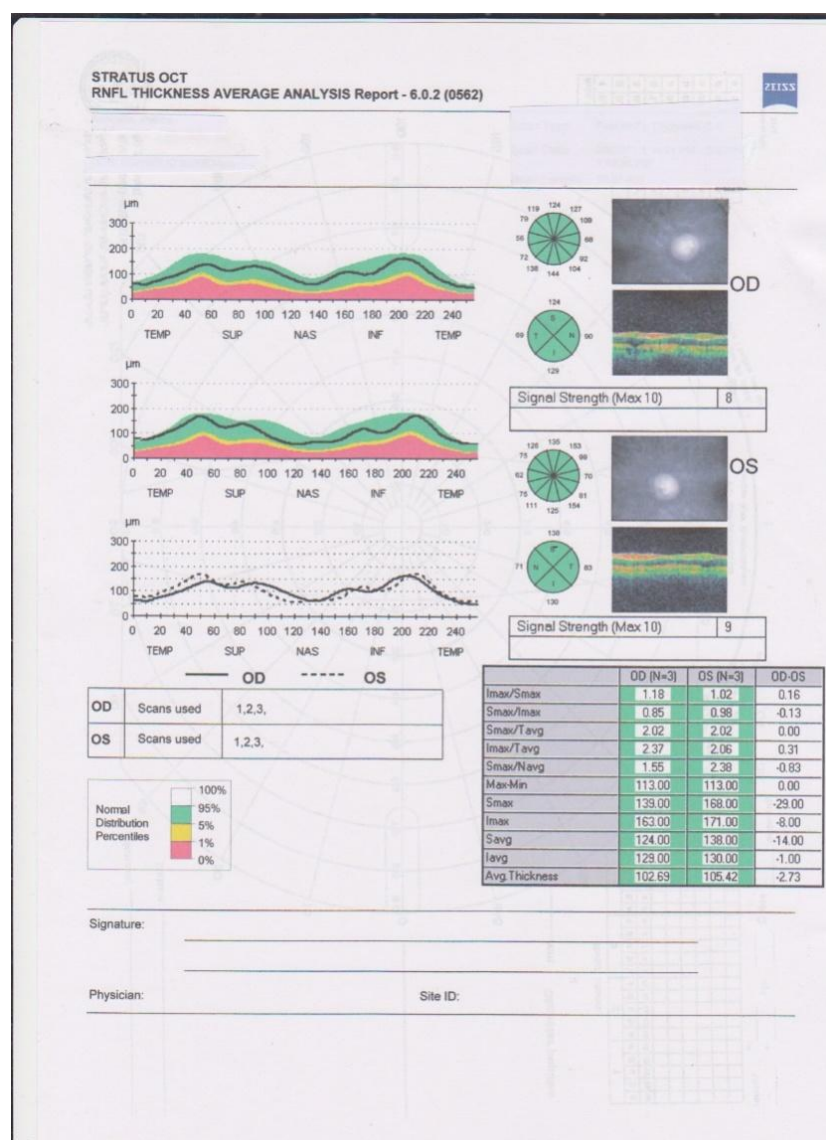 STRATUS OCT
RNFL THICKNESS AVERAGE ANALYSIS Report - 6.0.2 (0562)
ZEISS
µm
300
200
100
0
0 20 40 60 80 100 120 140 160 180 200 220 240
TEMP SUP NAS INF TEMP
119 124 127
79 109
56 68
72 92
138 144 104
124
S
69 T N 90
I
129
OD
Signal Strength (Max 10) 8
µm
300
200
100
0
0 20 40 60 80 100 120 140 160 180 200 220 240
TEMP SUP NAS INF TEMP
126 135 153
75 99
62 70
75 81
111 125 154
138
S
71 N T 83
I
130
OS
Signal Strength (Max 10) 9
µm
300
200
100
0
0 20 40 60 80 100 120 140 160 180 200 220 240
TEMP SUP NAS INF TEMP
OD OS
OD Scans used 1,2,3,
OS Scans used 1,2,3,
Normal
Distribution
Percentiles
100%
95%
5%
1%
0%
OD (N=3) OS (N=3) OD-OS
Imax/Smax 1.18 1.02 0.16
Smax/Imax 0.85 0.98 -0.13
Smax/Tavg 2.02 2.02 0.00
Imax/Tavg 2.37 2.06 0.31
Smax/Navg 1.55 2.38 -0.83
Max-Min 113.00 113.00 0.00
Smax 139.00 168.00 -29.00
Imax 163.00 171.00 -8.00
Savg 124.00 138.00 -14.00
Iavg 129.00 130.00 -1.00
Avg.Thickness 102.69 105.42 -2.73
Signature:
Physician: Site ID: